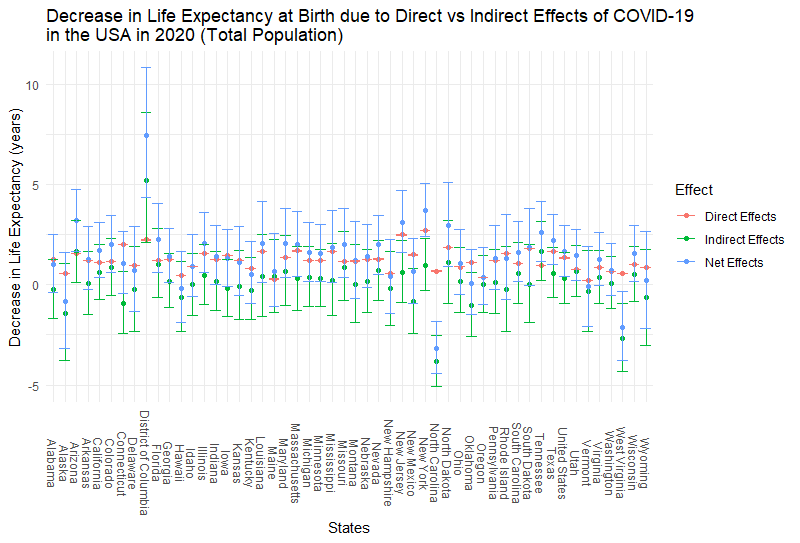 Decrease in Life Expectancy at Birth due to Direct vs Indirect Effects of COVID-19
in the USA in 2020 (Total Population)
Decrease in Life Expectancy (years)
10
5
0
-5
Alabama
Alaska
Arizona
Arkansas
California
Colorado
Connecticut
Delaware
District of Columbia
Florida
Georgia
Hawaii
Idaho
Illinois
Indiana
Iowa
Kansas
Kentucky
Louisiana
Maine
Maryland
Massachusetts
Michigan
Minnesota
Mississippi
Missouri
Montana
Nebraska
Nevada
New Hampshire
New Jersey
New Mexico
New York
North Carolina
North Dakota
Ohio
Oklahoma
Oregon
Pennsylvania
Rhode Island
South Carolina
South Dakota
Tennessee
Texas
United States
Utah
Vermont
Virginia
Washington
West Virginia
Wisconsin
Wyoming
States
Effect
Direct Effects
Indirect Effects
Net Effects